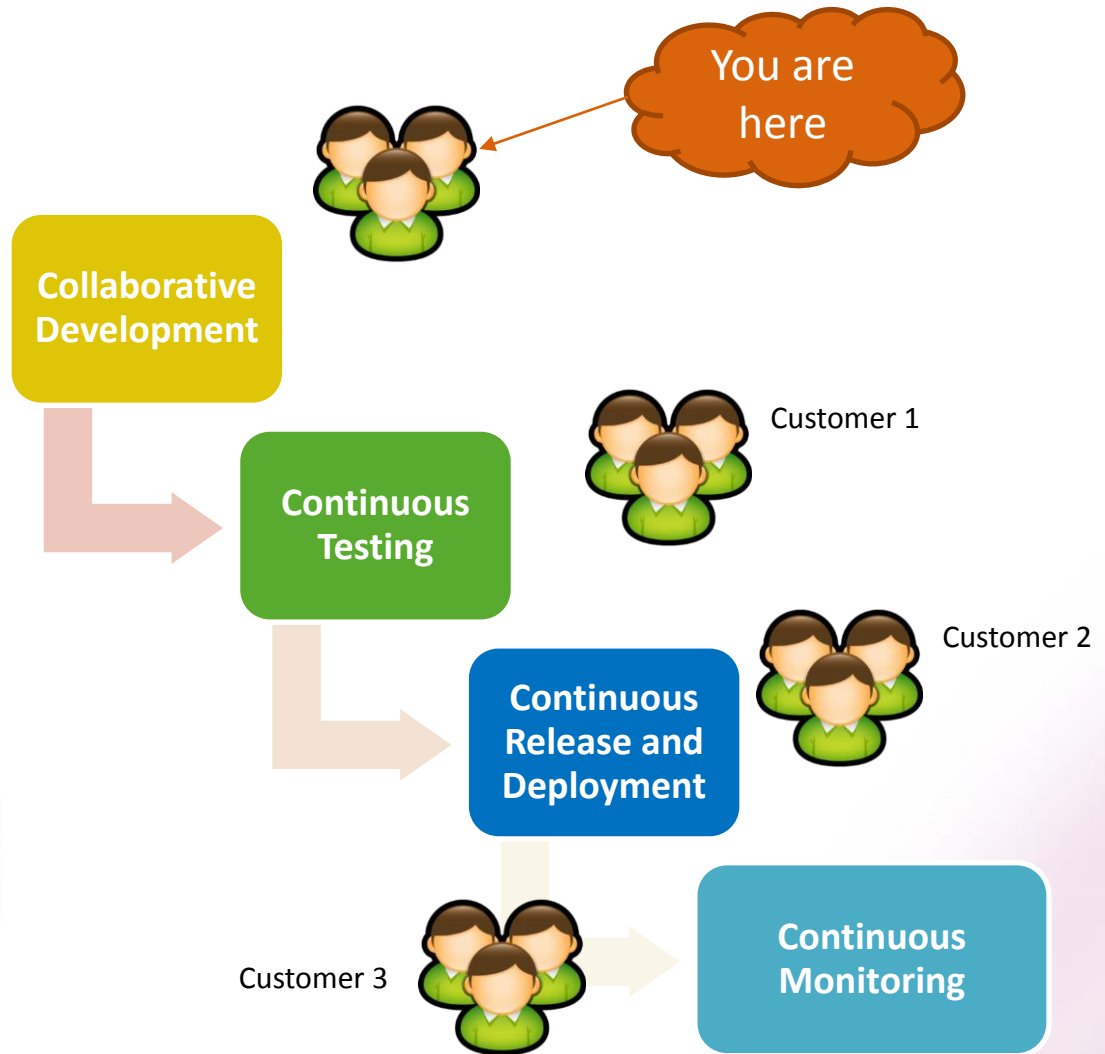 You are
here
Collaborative
Development
Customer 1
Continuous
Testing
Customer 2
Continuous
Release and
Deployment
Customer 3
Continuous
Monitoring